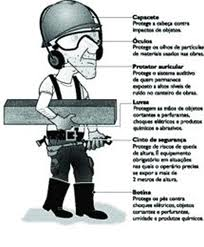 Capacete
Protege a cabeça contra
impactos de objetos.
Óculos
Protege os olhos de partículas
de materiais usados nas obras.
Protetor auricular
Protege o sistema auditivo
de quem permanece
exposto a altos níveis de
ruído no canteiro de obras.
Luvas
Protegem as mãos de objetos
cortantes e perfurantes,
choques elétricos e produtos
químicos e abrasivos.
Cinto de segurança
Protege de riscos de queda
de altura. É equipamento
obrigatório em situações
nas quais o operário precise
se expor a mais de
2 metros de altura.
Botina
Protege os pés contra
choques elétricos, objetos
cortantes e perfurantes,
umidade e produtos químicos.